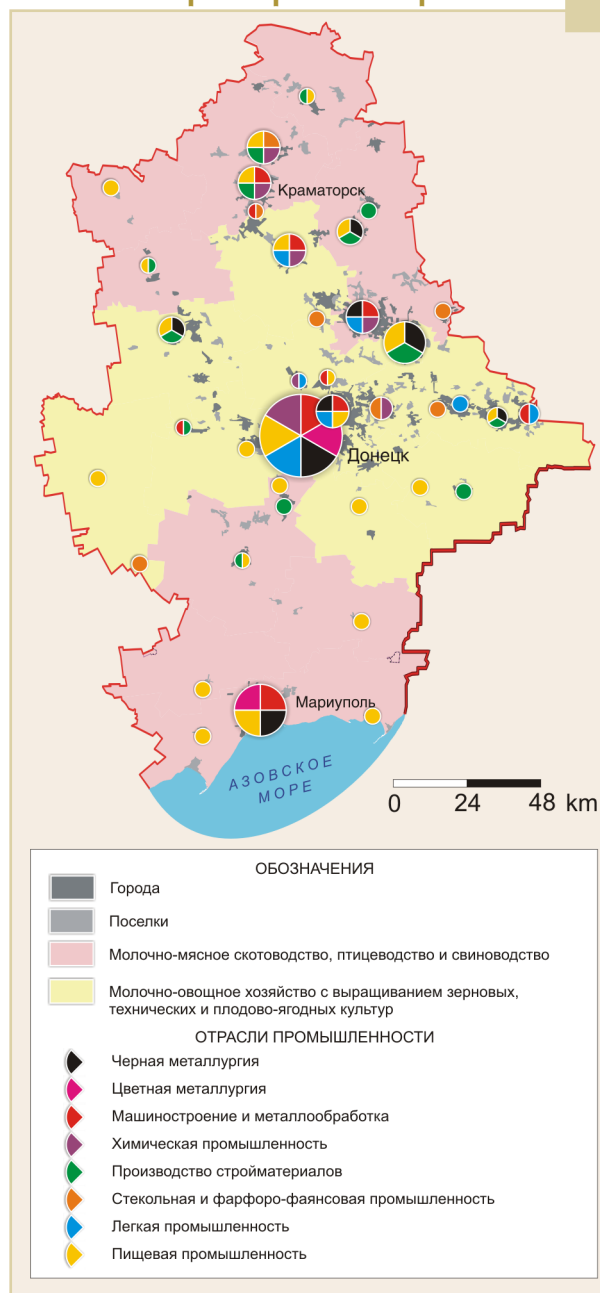 Краматорск
Донецк
Мариуполь
АЗОВСКОЕ
МОРЕ
0 24 48 km
ОБОЗНАЧЕНИЯ
Города
Поселки
Молочно-мясное скотоводство, птицеводство и свиноводство
Молочно-овощное хозяйство с выращиванием зерновых,
технических и плодово-ягодных культур
ОТРАСЛИ ПРОМЫШЛЕННОСТИ
Черная металлургия
Цветная металлургия
Машиностроение и металлообработка
Химическая промышленность
Производство стройматериалов
Стекольная и фарфоро-фаянсовая промышленность
Легкая промышленность
Пищевая промышленность